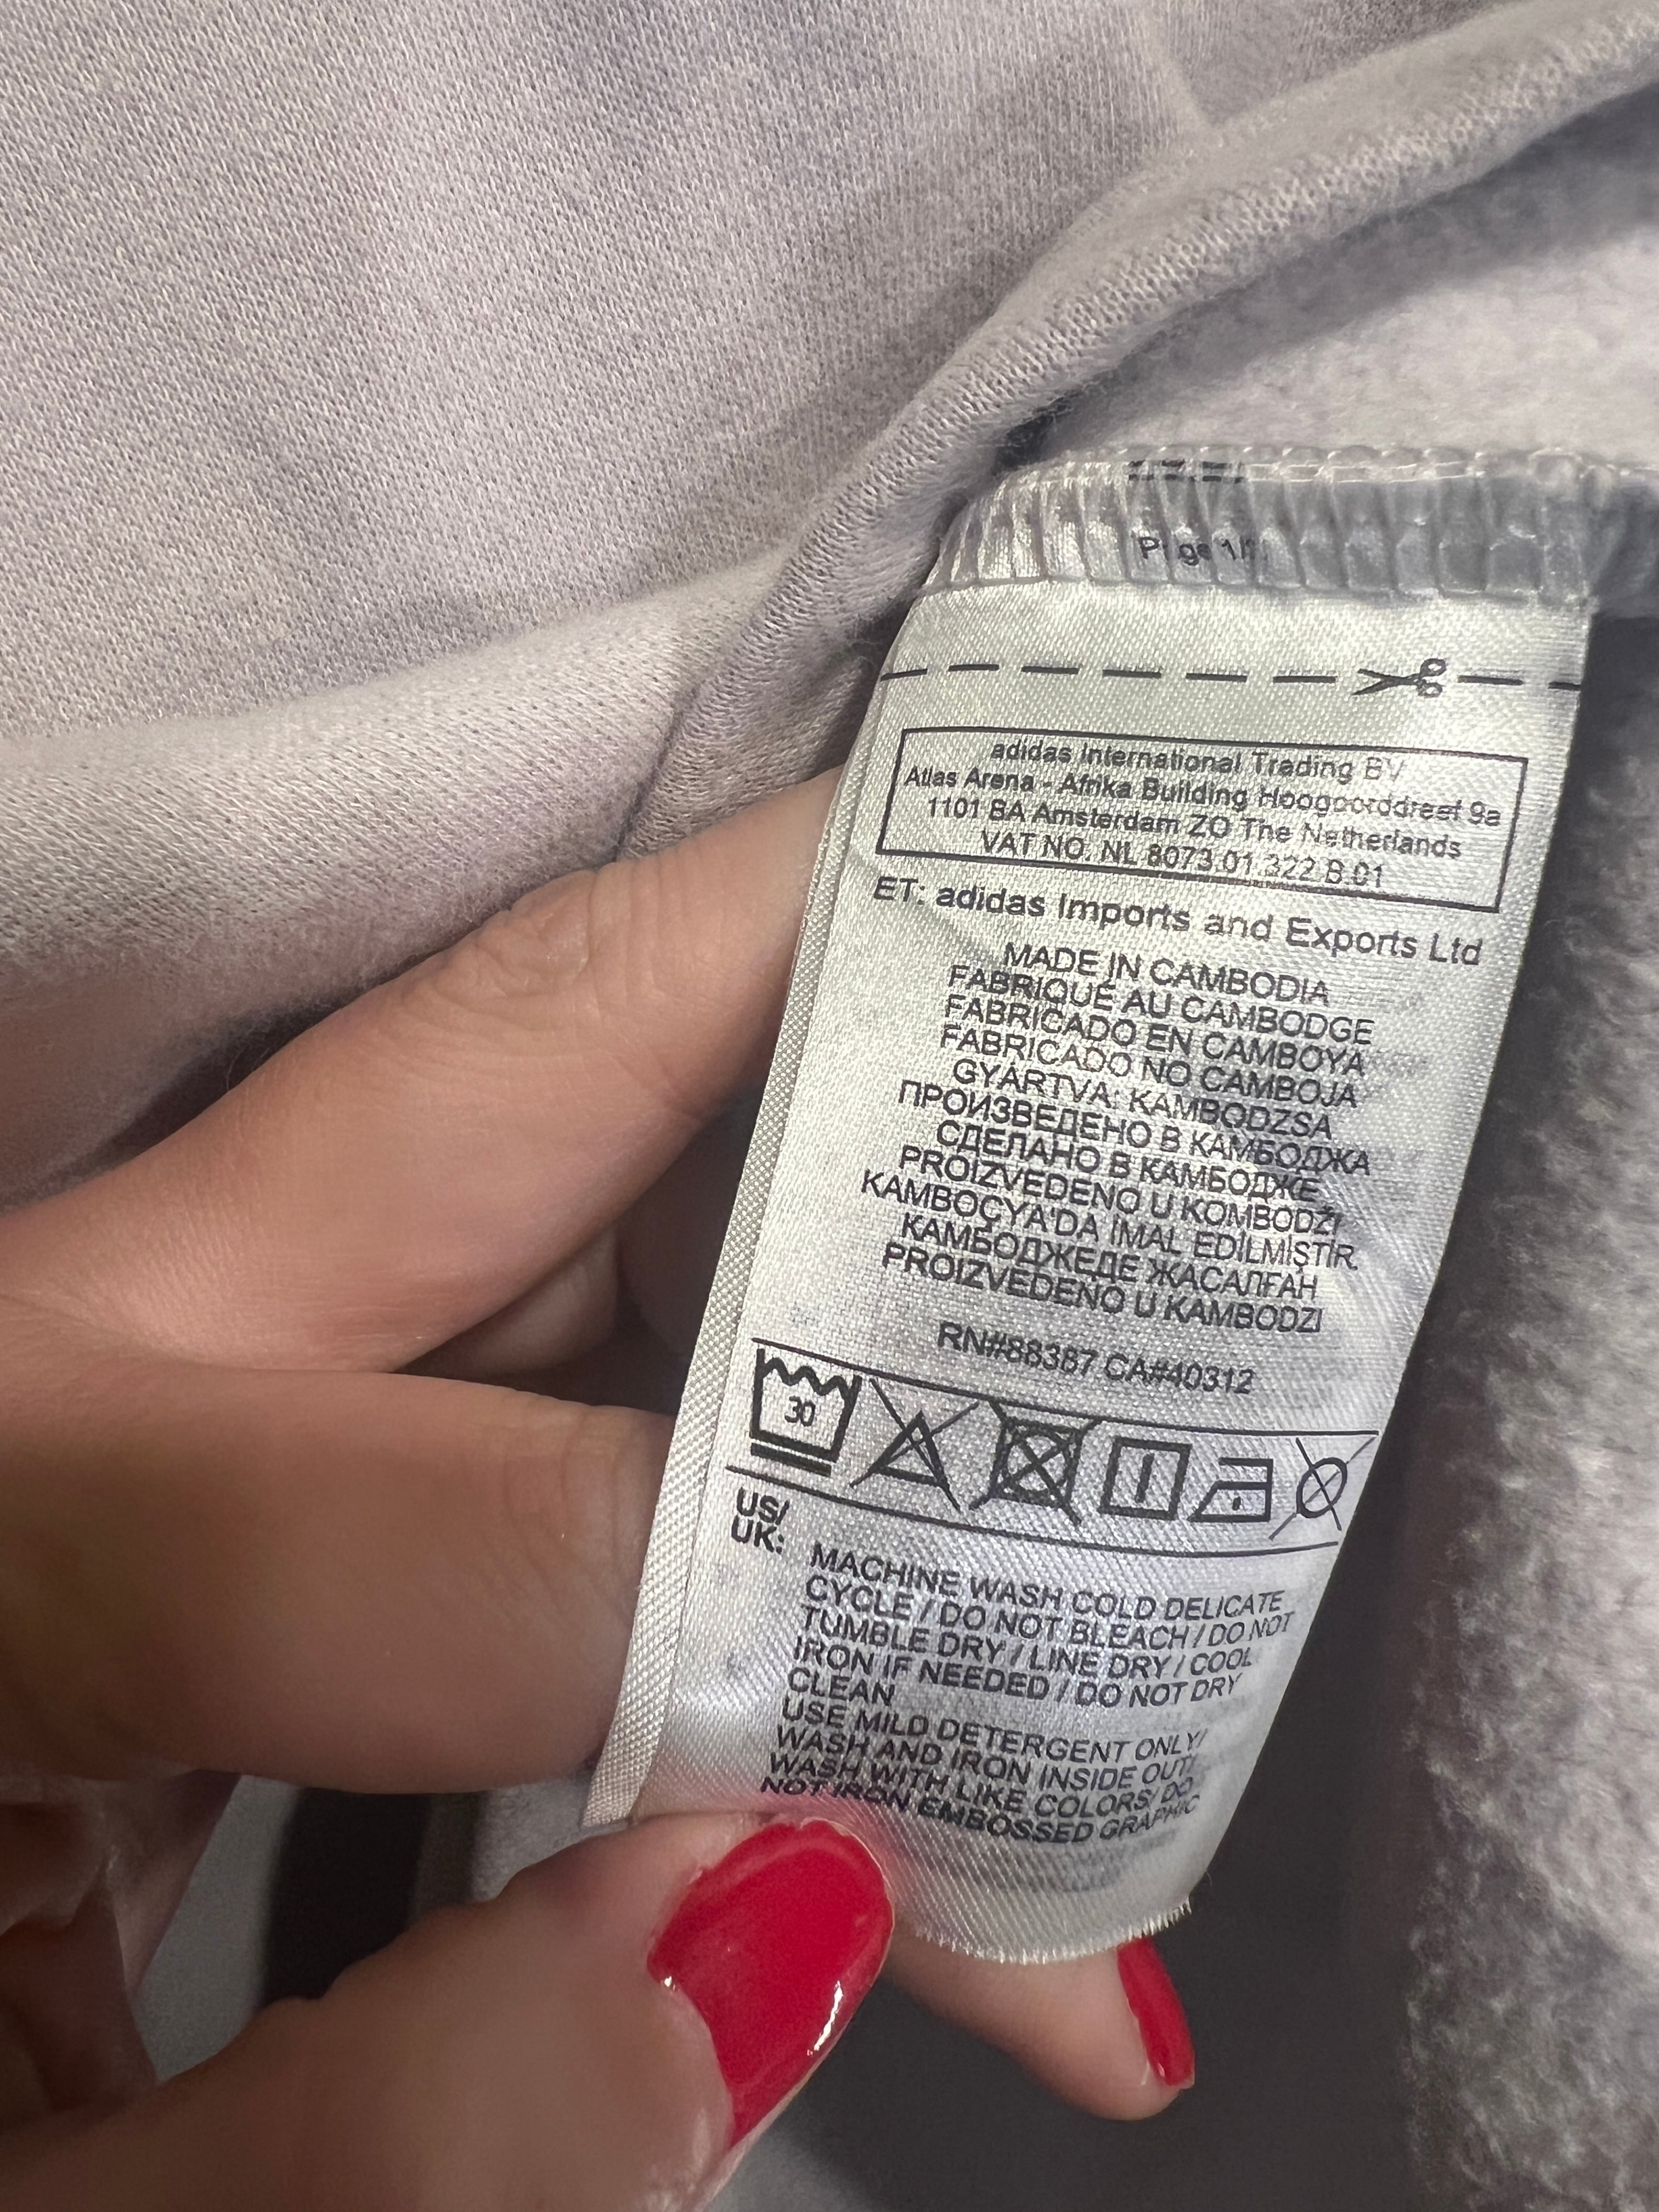 adidas International Trading BV
Atlas Arena - Afrika Building Hoogoorddreef 9a
1101 BA Amsterdam ZO The Netherlands
VAT NO. NL 8073.01.322 B.01
ET: adidas Imports and Exports Ltd
MADE IN CAMBODIA
FABRIQUÉ AU CAMBODGE
FABRICADO EN CAMBOYA
FABRICADO NO CAMBOJA
GYÁRTVA: KAMBODZSA
ПРОИЗВЕДЕНО В КАМБОДЖА
СДЕЛАНО В КАМБОДЖЕ
PROIZVEDENO U KOMBODŽI
KAMBOÇYA'DA İMAL EDİLMİŞTİR.
КАМБОДЖЕДЕ ЖАСАЛҒАН
PROIZVEDENO U KAMBODZI
RN#88387 CA#40312
30
US/
UK:
MACHINE WASH COLD DELICATE
CYCLE / DO NOT BLEACH / DO NOT
TUMBLE DRY / LINE DRY / COOL
IRON IF NEEDED / DO NOT DRY
CLEAN
USE MILD DETERGENT ONLY/
WASH AND IRON INSIDE OUT/
WASH WITH LIKE COLORS/ DO
NOT IRON EMBOSSED GRAPHIC